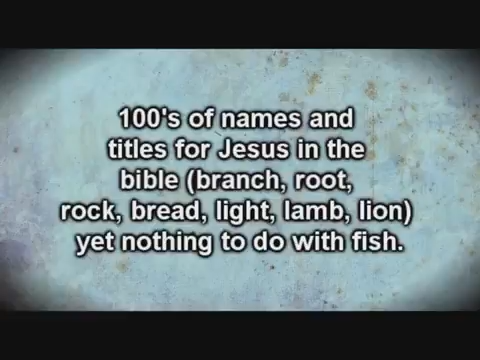 100's of names and
titles for Jesus in the
bible (branch, root,
rock, bread, light, lamb, lion)
yet nothing to do with fish.